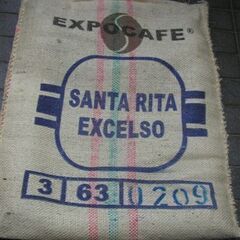 EXPOCAFE®
SANTA RITA
EXCELSO
3 63 0209